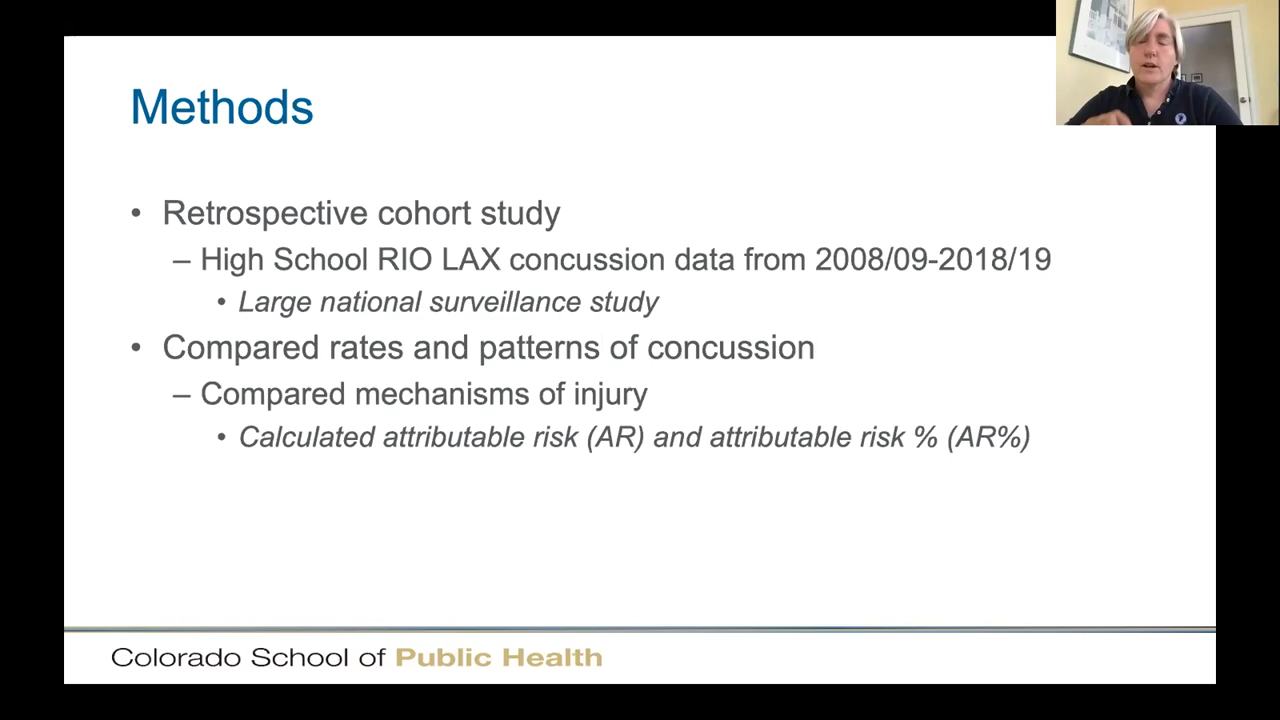 Methods
• Retrospective cohort study
– High School RIO LAX concussion data from 2008/09-2018/19
• Large national surveillance study
• Compared rates and patterns of concussion
– Compared mechanisms of injury
• Calculated attributable risk (AR) and attributable risk % (AR%)
Colorado School of Public Health